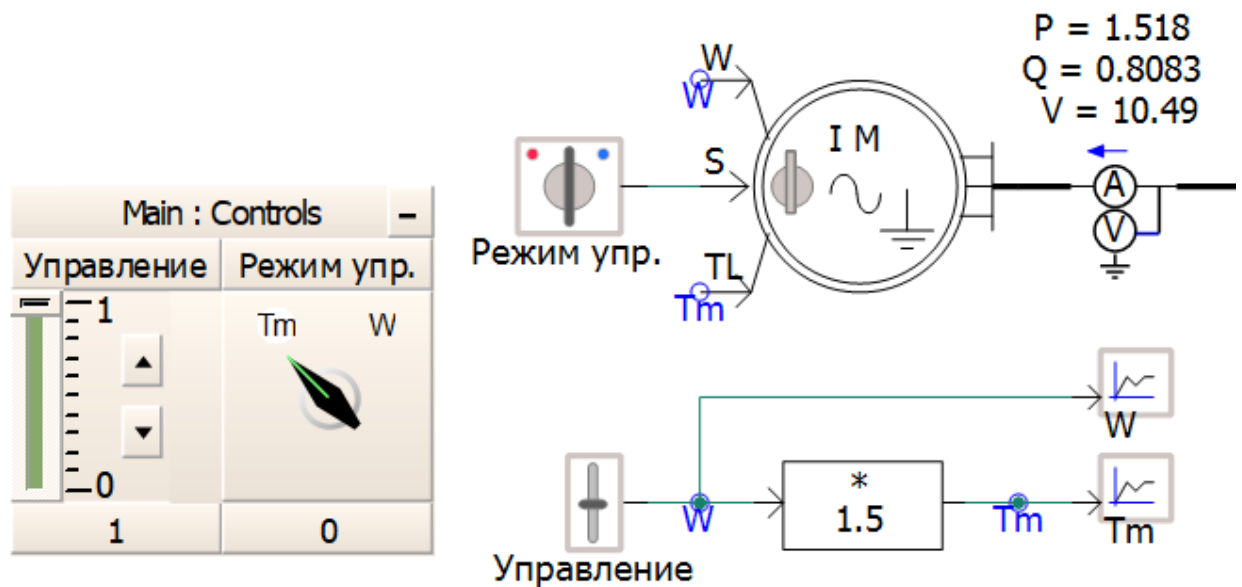 Main : Controls
–
Управление
Режим упр.
1
0
Tm
W
1
0
P = 1.518
Q = 0.8083
V = 10.49
W
W
S
Режим упр.
TL
Tm
I M
A
V
W
*
1.5
W
Tm
Tm
Управление